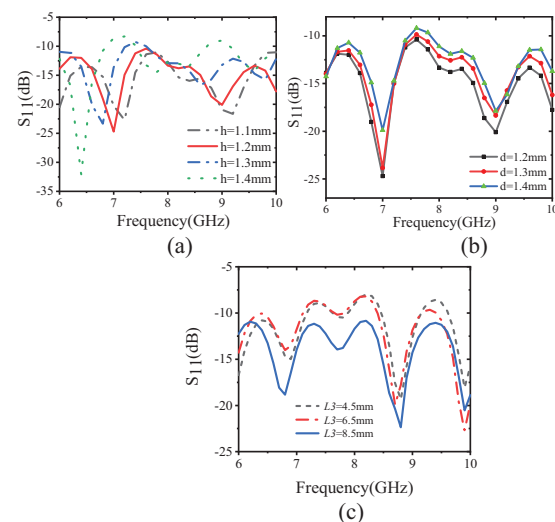 -5
-10
-15
-20
-25
-30
-35
S11(dB)
h=1.1mm
h=1.2mm
h=1.3mm
h=1.4mm
6 7 8 9 10
Frequency(GHz)
(a)
-10
-15
-20
-25
S11(dB)
d=1.2mm
d=1.3mm
d=1.4mm
6 7 8 9 10
Frequency(GHz)
(b)
-5
-10
-15
-20
-25
S11(dB)
L3=4.5mm
L3=6.5mm
L3=8.5mm
6 7 8 9 10
Frequency(GHz)
(c)